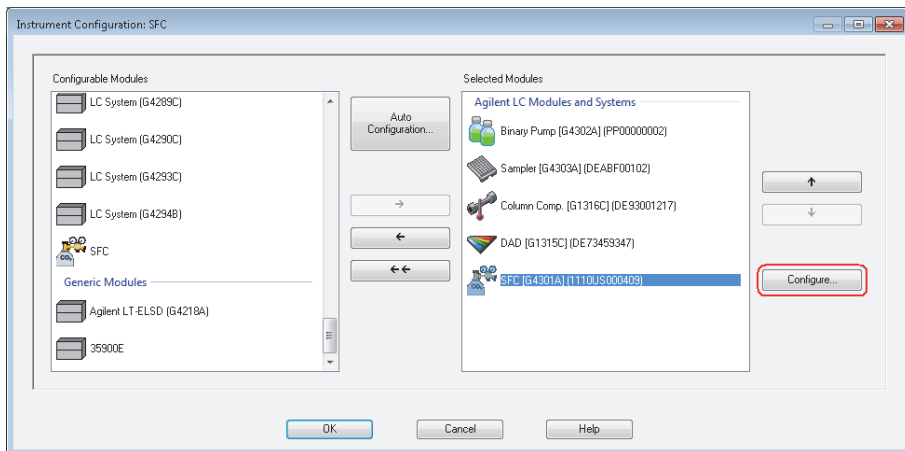 Instrument Configuration: SFC
Configurable Modules
LC System (G4289C)
LC System (G4290C)
LC System (G4293C)
LC System (G4294B)
CO₂ SFC
Generic Modules
Agilent LT-ELSD (G4218A)
35900E
Auto
Configuration...
Selected Modules
Agilent LC Modules and Systems
Binary Pump [G4302A] (PP00000002)
Sampler [G4303A] (DEABF00102)
Column Comp. [G1316C] (DE93001217)
DAD [G1315C] (DE73459347)
CO₂ SFC [G4301A] (1110US000409)
Configure...
OK
Cancel
Help